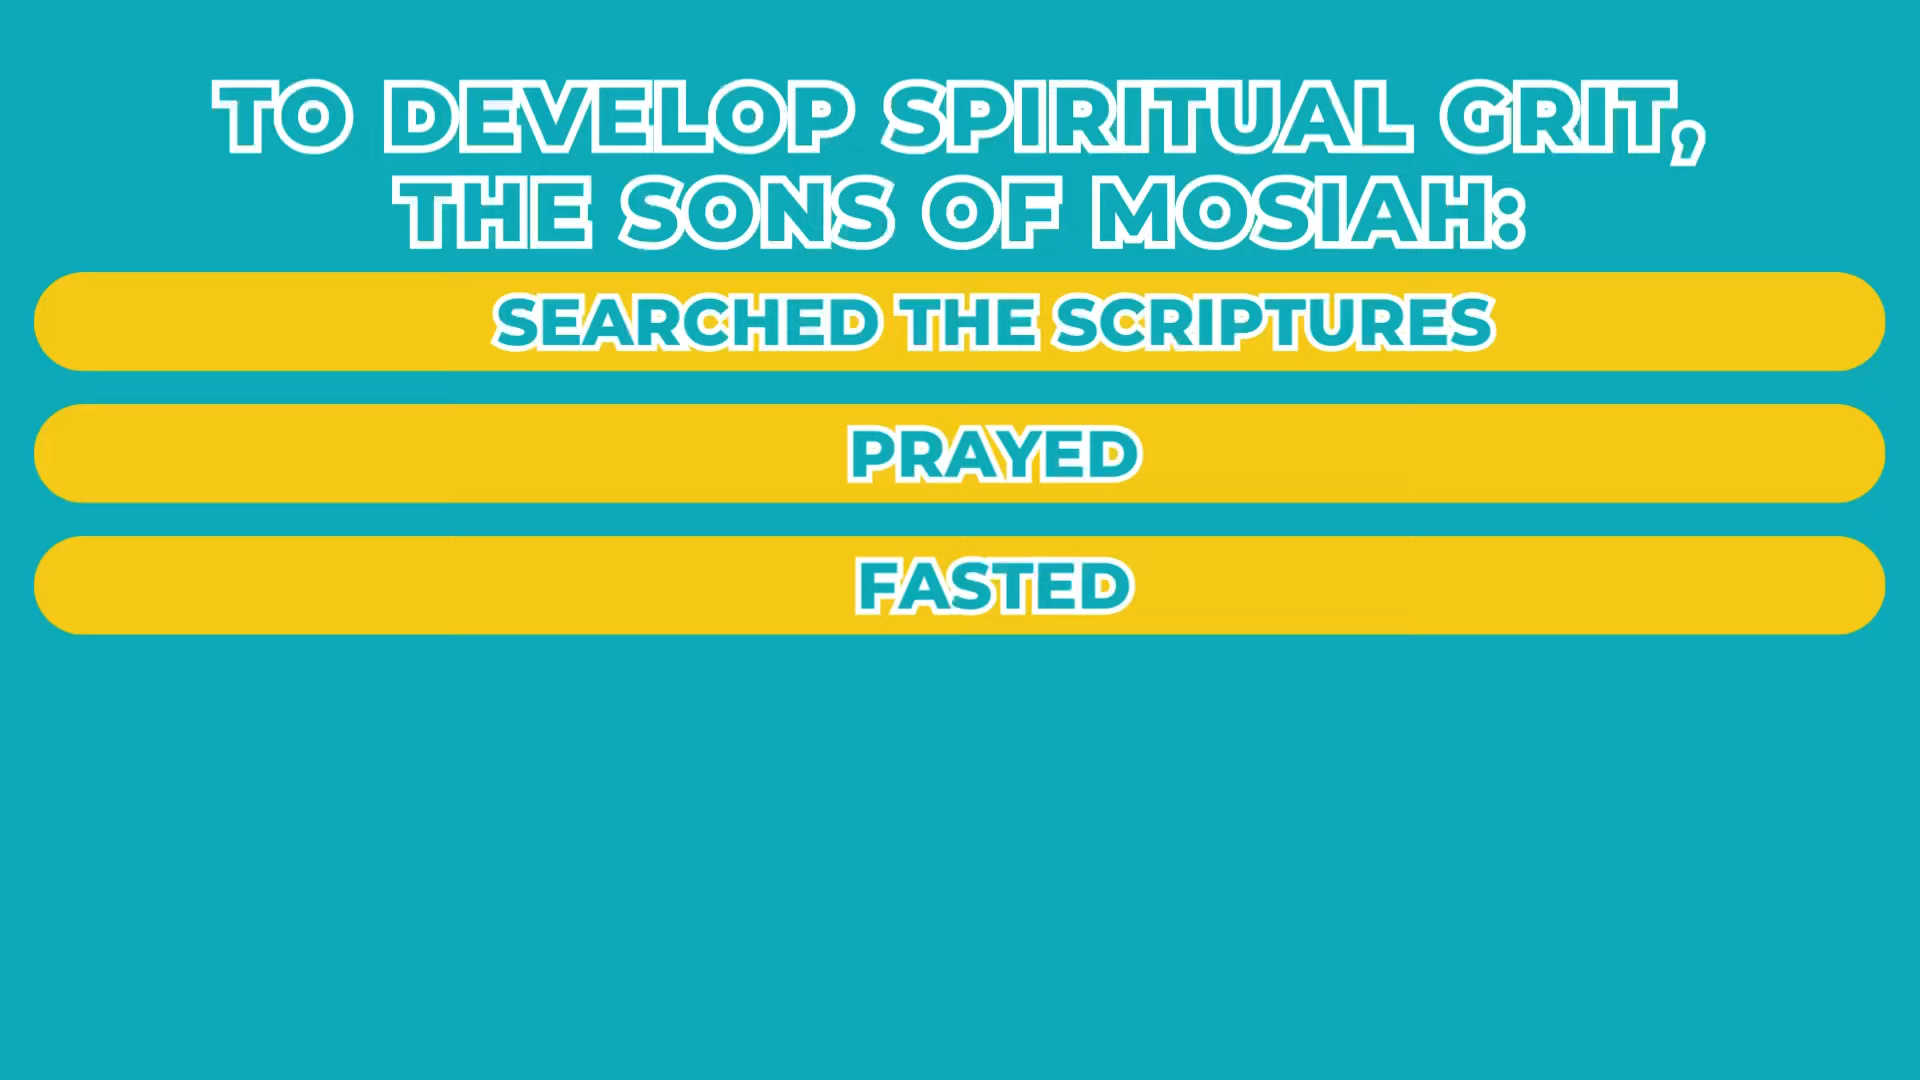 TO DEVELOP SPIRITUAL GRIT,
THE SONS OF MOSIAH:
SEARCHED THE SCRIPTURES
PRAYED
FASTED